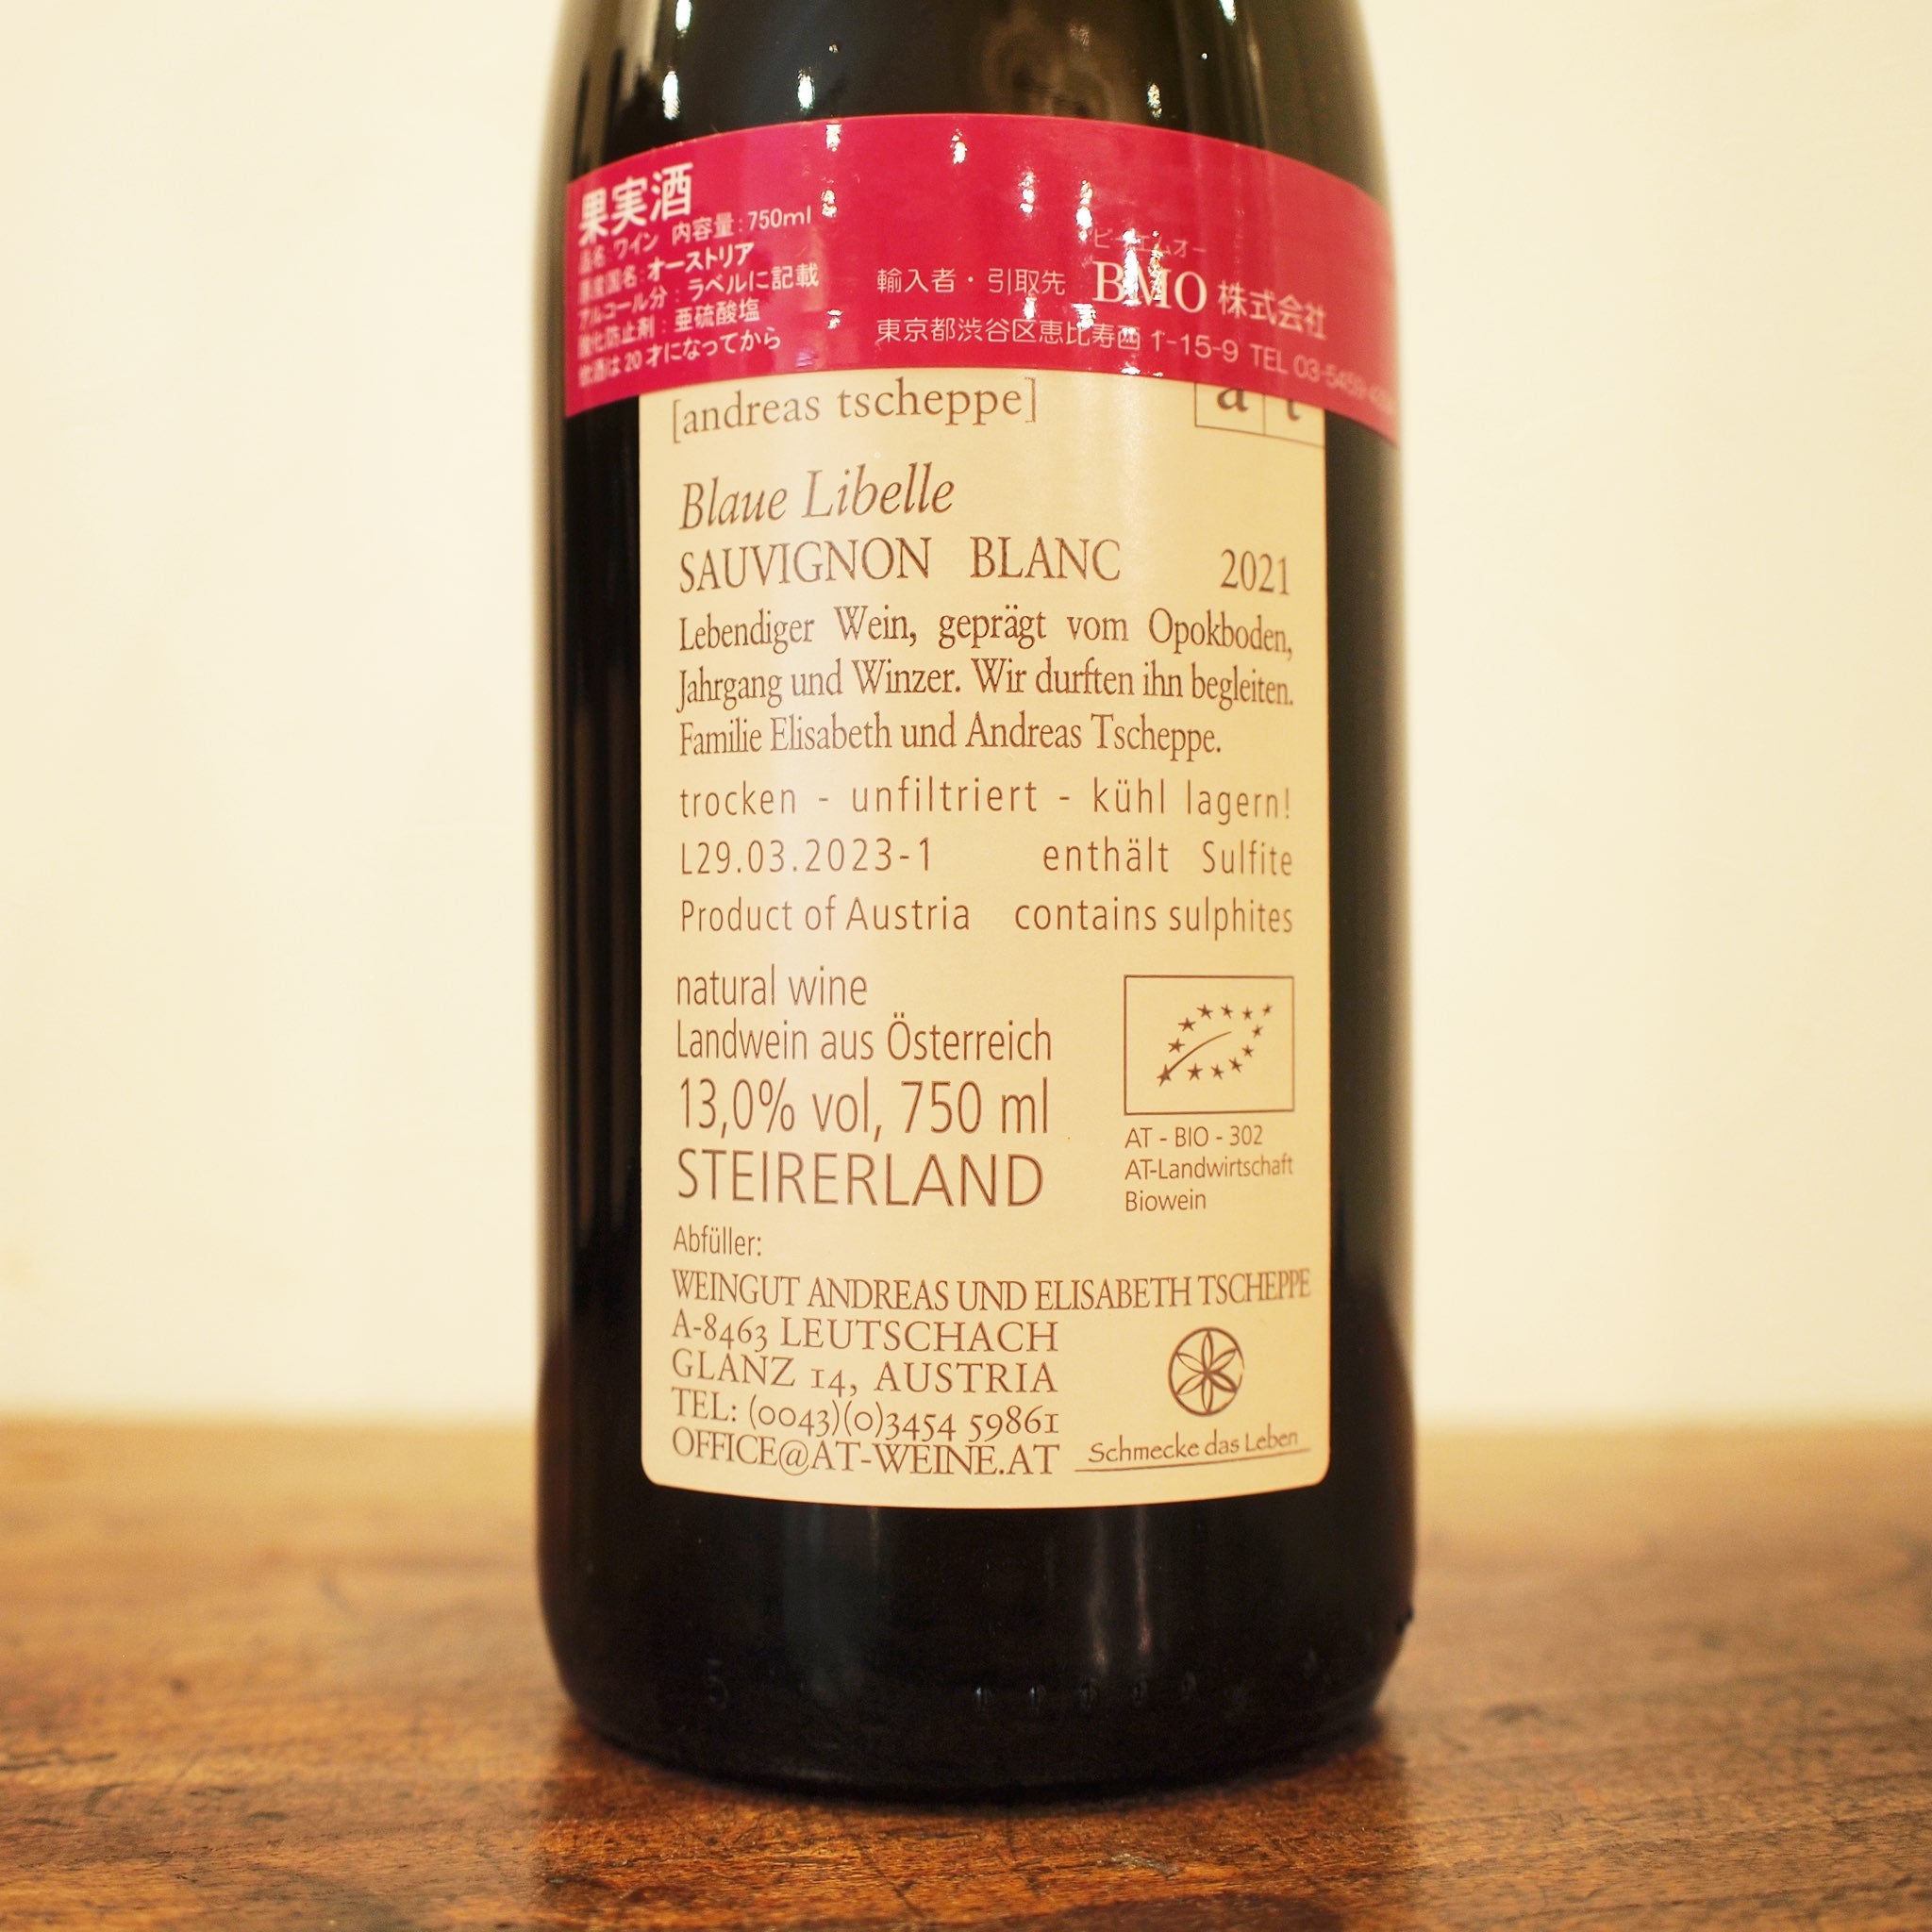 果実酒
品名:ワイン 内容量:750ml
原産国名:オーストリア
アルコール分:ラベルに記載
酸化防止剤:亜硫酸塩
飲酒は20才になってから
ビーエムオー
輸入者・引取先 BMO 株式会社
東京都渋谷区恵比寿西1-15-9 TEL 03-5459-
[andreas tscheppe]
a t
Blaue Libelle
SAUVIGNON BLANC 2021
Lebendiger Wein, geprägt vom Opokboden,
Jahrgang und Winzer. Wir durften ihn begleiten.
Familie Elisabeth und Andreas Tscheppe.
trocken - unfiltriert - kühl lagern!
L29.03.2023-1 enthält Sulfite
Product of Austria contains sulphites
natural wine
Landwein aus Österreich
13,0% vol, 750 ml
STEIRERLAND
AT - BIO - 302
AT-Landwirtschaft
Biowein
Abfüller:
WEINGUT ANDREAS UND ELISABETH TSCHEPPE
A-8463 LEUTSCHACH
GLANZ 14, AUSTRIA
TEL: (0043)(0)3454 59861
OFFICE@AT-WEINE.AT
Schmecke das Leben